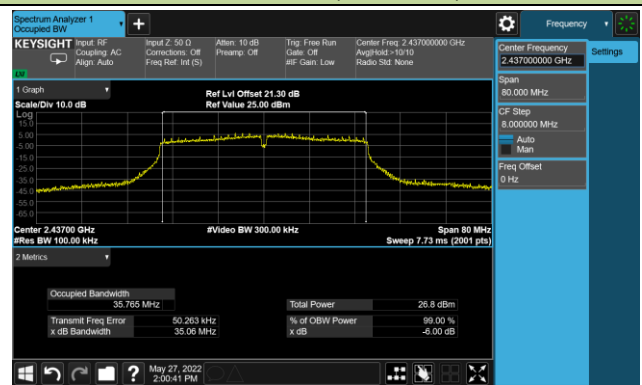 Spectrum Analyzer 1
Occupied BW
Frequency
KEYSIGHT
Input: RF
Coupling: AC
Align: Auto
Input Z: 50 Ω
Corrections: Off
Freq Ref: Int (S)
Atten: 10 dB
Preamp: Off
Trig: Free Run
Gate: Off
#IF Gain: Low
Center Freq: 2.437000000 GHz
Avg|Hold:>10/10
Radio Std: None
Center Frequency
2.437000000 GHz
Settings
Span
80.000 MHz
CF Step
8.000000 MHz
Auto
Man
Freq Offset
0 Hz
1 Graph
Scale/Div 10.0 dB
Ref Lvl Offset 21.30 dB
Ref Value 25.00 dBm
Log
15.0
5.00
-5.00
-15.0
-25.0
-35.0
-45.0
-55.0
-65.0
Center 2.43700 GHz
#Res BW 100.00 kHz
#Video BW 300.00 kHz
Span 80 MHz
Sweep 7.73 ms (2001 pts)
2 Metrics
Occupied Bandwidth
35.765 MHz
Total Power 26.8 dBm
Transmit Freq Error 50.263 kHz
% of OBW Power 99.00 %
x dB Bandwidth 35.06 MHz
x dB -6.00 dB
May 27, 2022
2:00:41 PM